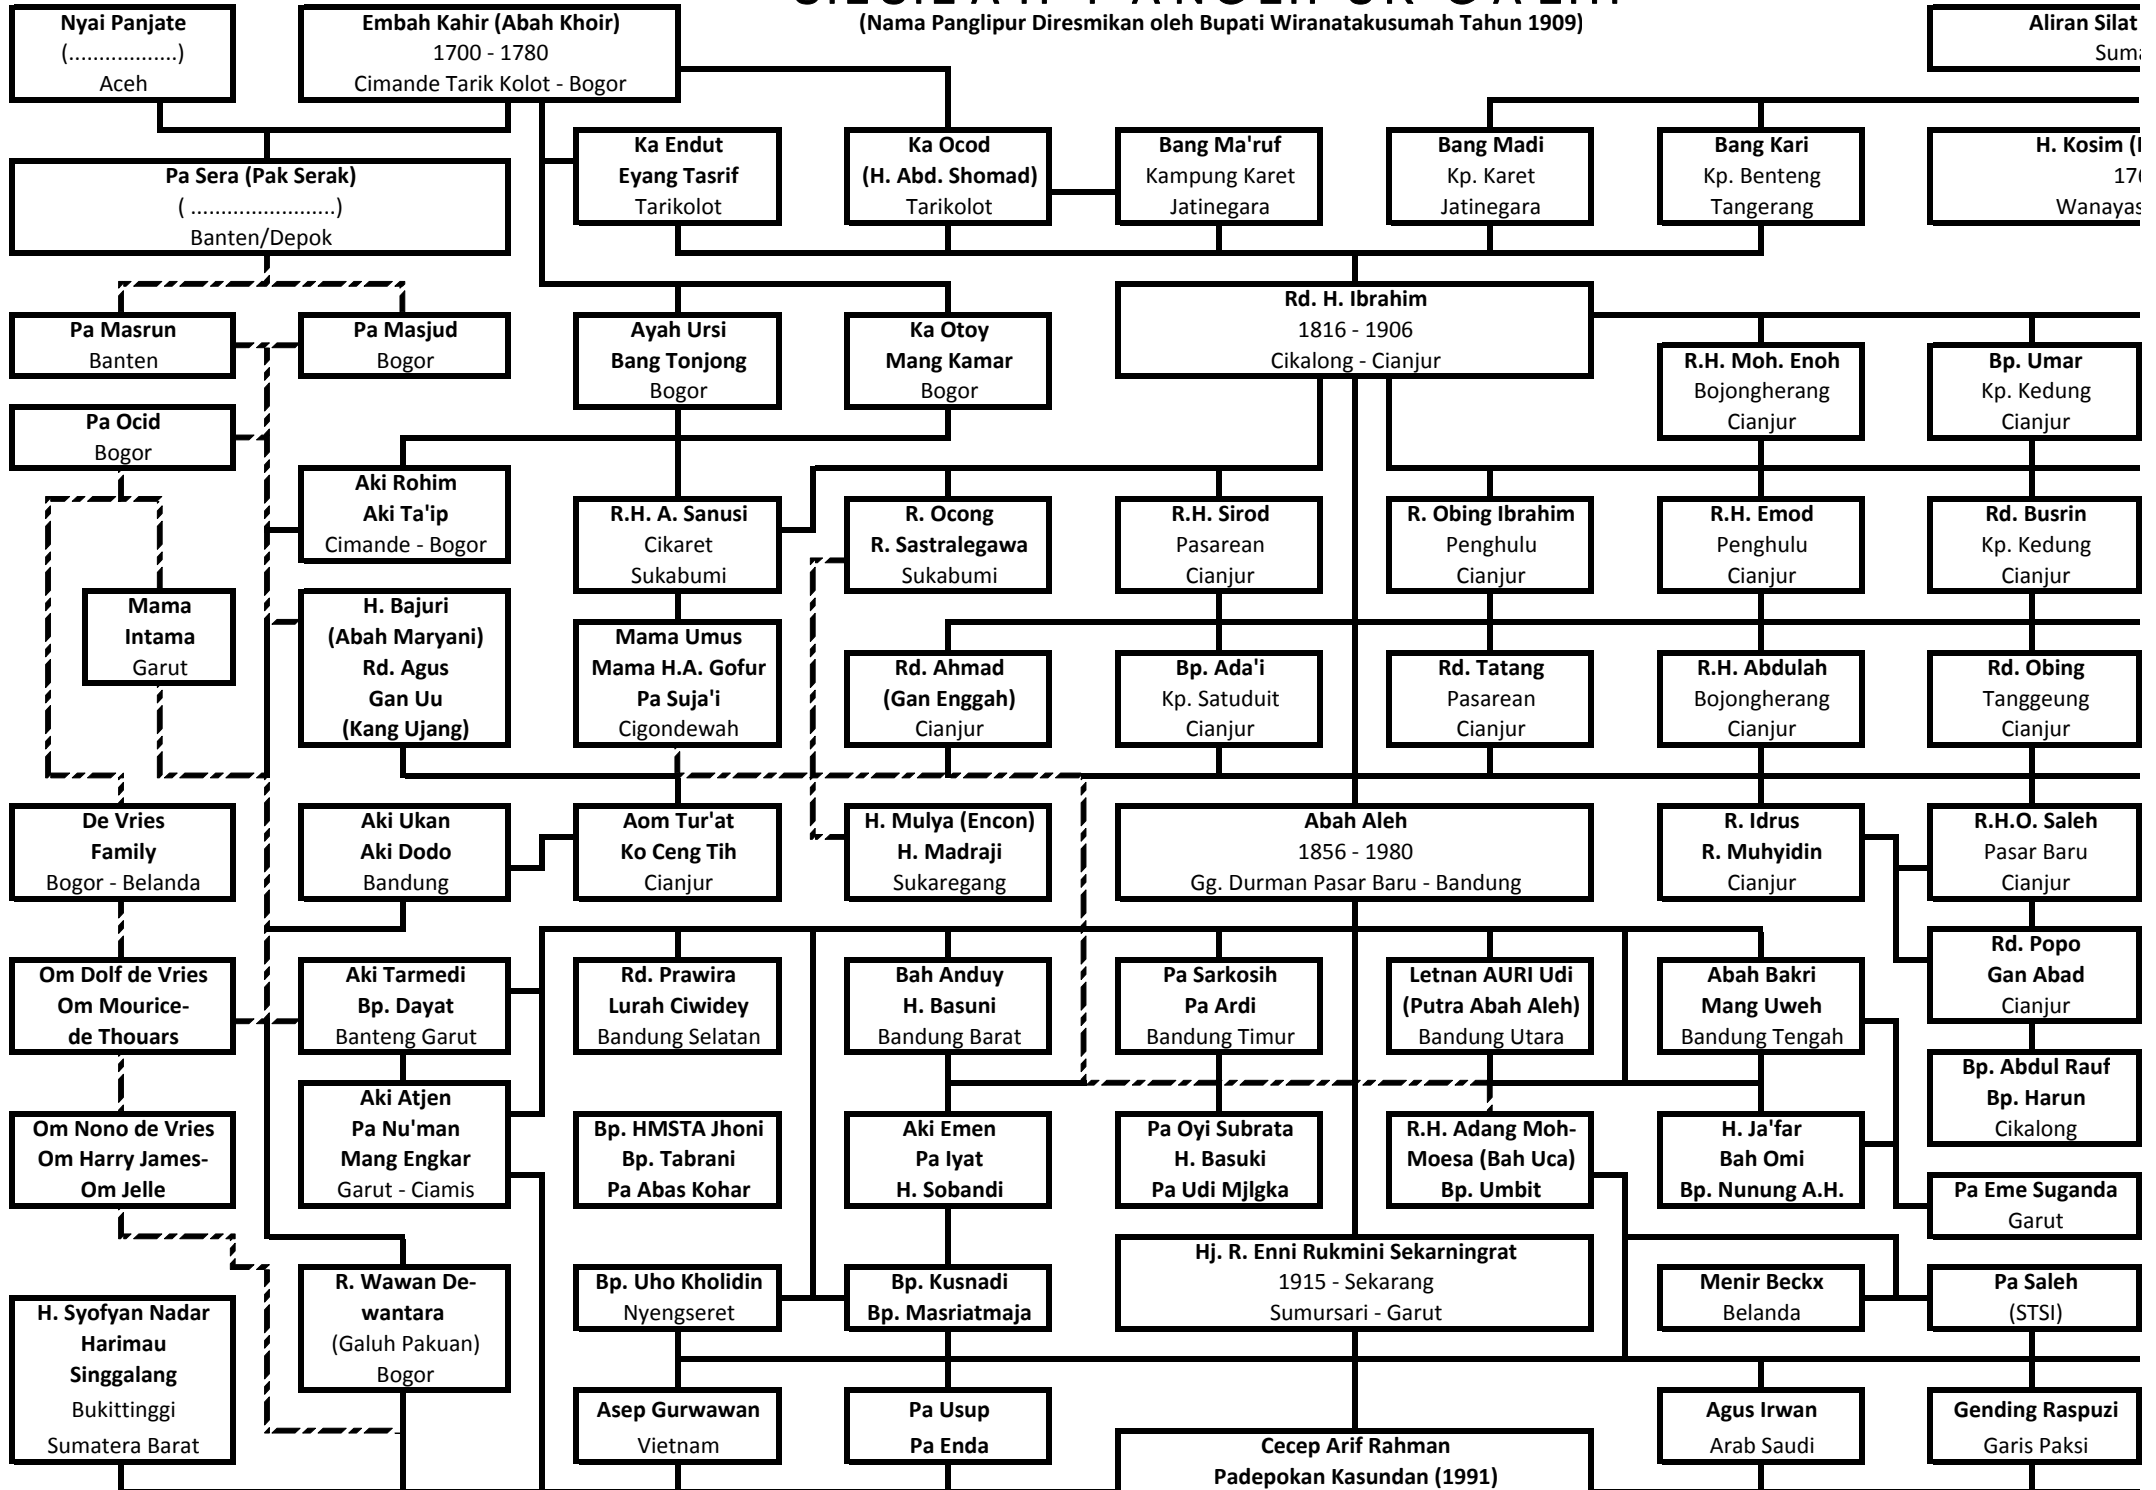 (Nama Panglipur Diresmikan oleh Bupati Wiranatakusumah Tahun 1909)
Nyai Panjate
(..................)
Aceh
Embah Kahir (Abah Khoir)
1700 - 1780
Cimande Tarik Kolot - Bogor
Aliran Silat
Ka Endut
Eyang Tasrif
Tarikolot
Ka Ocod
(H. Abd. Shomad)
Tarikolot
Bang Ma'ruf
Kampung Karet
Jatinegara
Bang Madi
Kp. Karet
Jatinegara
Bang Kari
Kp. Benteng
Tangerang
H. Kosim
Pa Sera (Pak Serak)
( ........................)
Banten/Depok
Pa Masrun
Banten
Pa Masjud
Bogor
Ayah Ursi
Bang Tonjong
Bogor
Ka Otoy
Mang Kamar
Bogor
Rd. H. Ibrahim
1816 - 1906
Cikalong - Cianjur
R.H. Moh. Enoh
Bojongherang
Cianjur
Bp. Umar
Kp. Kedung
Cianjur
Pa Ocid
Bogor
Aki Rohim
Aki Ta'ip
Cimande - Bogor
R.H. A. Sanusi
Cikaret
Sukabumi
R. Ocong
R. Sastralegawa
Sukabumi
R.H. Sirod
Pasarean
Cianjur
R. Obing Ibrahim
Penghulu
Cianjur
R.H. Emod
Penghulu
Cianjur
Rd. Busrin
Kp. Kedung
Cianjur
Mama
Intama
Garut
H. Bajuri
(Abah Maryani)
Rd. Agus
Gan Uu
(Kang Ujang)
Mama Umus
Mama H.A. Gofur
Pa Suja'i
Cigondewah
Rd. Ahmad
(Gan Enggah)
Cianjur
Bp. Ada'i
Kp. Satuduit
Cianjur
Rd. Tatang
Pasarean
Cianjur
R.H. Abdulah
Bojongherang
Cianjur
Rd. Obing
Tanggeung
Cianjur
De Vries
Family
Bogor - Belanda
Aki Ukan
Aki Dodo
Bandung
Aom Tur'at
Ko Ceng Tih
Cianjur
H. Mulya (Encon)
H. Madraji
Sukaregang
Abah Aleh
1856 - 1980
Gg. Durman Pasar Baru - Bandung
R. Idrus
R. Muhyidin
Cianjur
R.H.O. Saleh
Pasar Baru
Cianjur
Om Dolf de Vries
Om Mourice-
de Thouars
Aki Tarmedi
Bp. Dayat
Banteng Garut
Rd. Prawira
Lurah Ciwidey
Bandung Selatan
Bah Anduy
H. Basuni
Bandung Barat
Pa Sarkosih
Pa Ardi
Bandung Timur
Letnan AURI Udi
(Putra Abah Aleh)
Bandung Utara
Abah Bakri
Mang Uweh
Bandung Tengah
Rd. Popo
Gan Abad
Cianjur
Om Nono de Vries
Om Harry James-
Om Jelle
Aki Atjen
Pa Nu'man
Mang Engkar
Garut - Ciamis
Bp. HMSTA Jhoni
Bp. Tabrani
Pa Abas Kohar
Aki Emen
Pa Iyat
H. Sobandi
Pa Oyi Subrata
H. Basuki
Pa Udi Mjlgka
R.H. Adang Moh-
Moesa (Bah Uca)
Bp. Umbit
H. Ja'far
Bah Omi
Bp. Nunung A.H.
Bp. Abdul Rauf
Bp. Harun
Cikalong
Pa Eme Suganda
Garut
H. Syofyan Nadar
Harimau
Singgalang
Bukittinggi
Sumatera Barat
R. Wawan De-
wantara
(Galuh Pakuan)
Bogor
Bp. Uho Kholidin
Nyengseret
Bp. Kusnadi
Bp. Masriatmaja
Hj. R. Enni Rukmini Sekarningrat
1915 - Sekarang
Sumursari - Garut
Menir Beckx
Belanda
Pa Saleh
(STSI)
Asep Gurwawan
Vietnam
Pa Usup
Pa Enda
Cecep Arif Rahman
Padepokan Kasundan (1991)
Agus Irwan
Arab Saudi
Gending Raspuzi
Garis Paksi